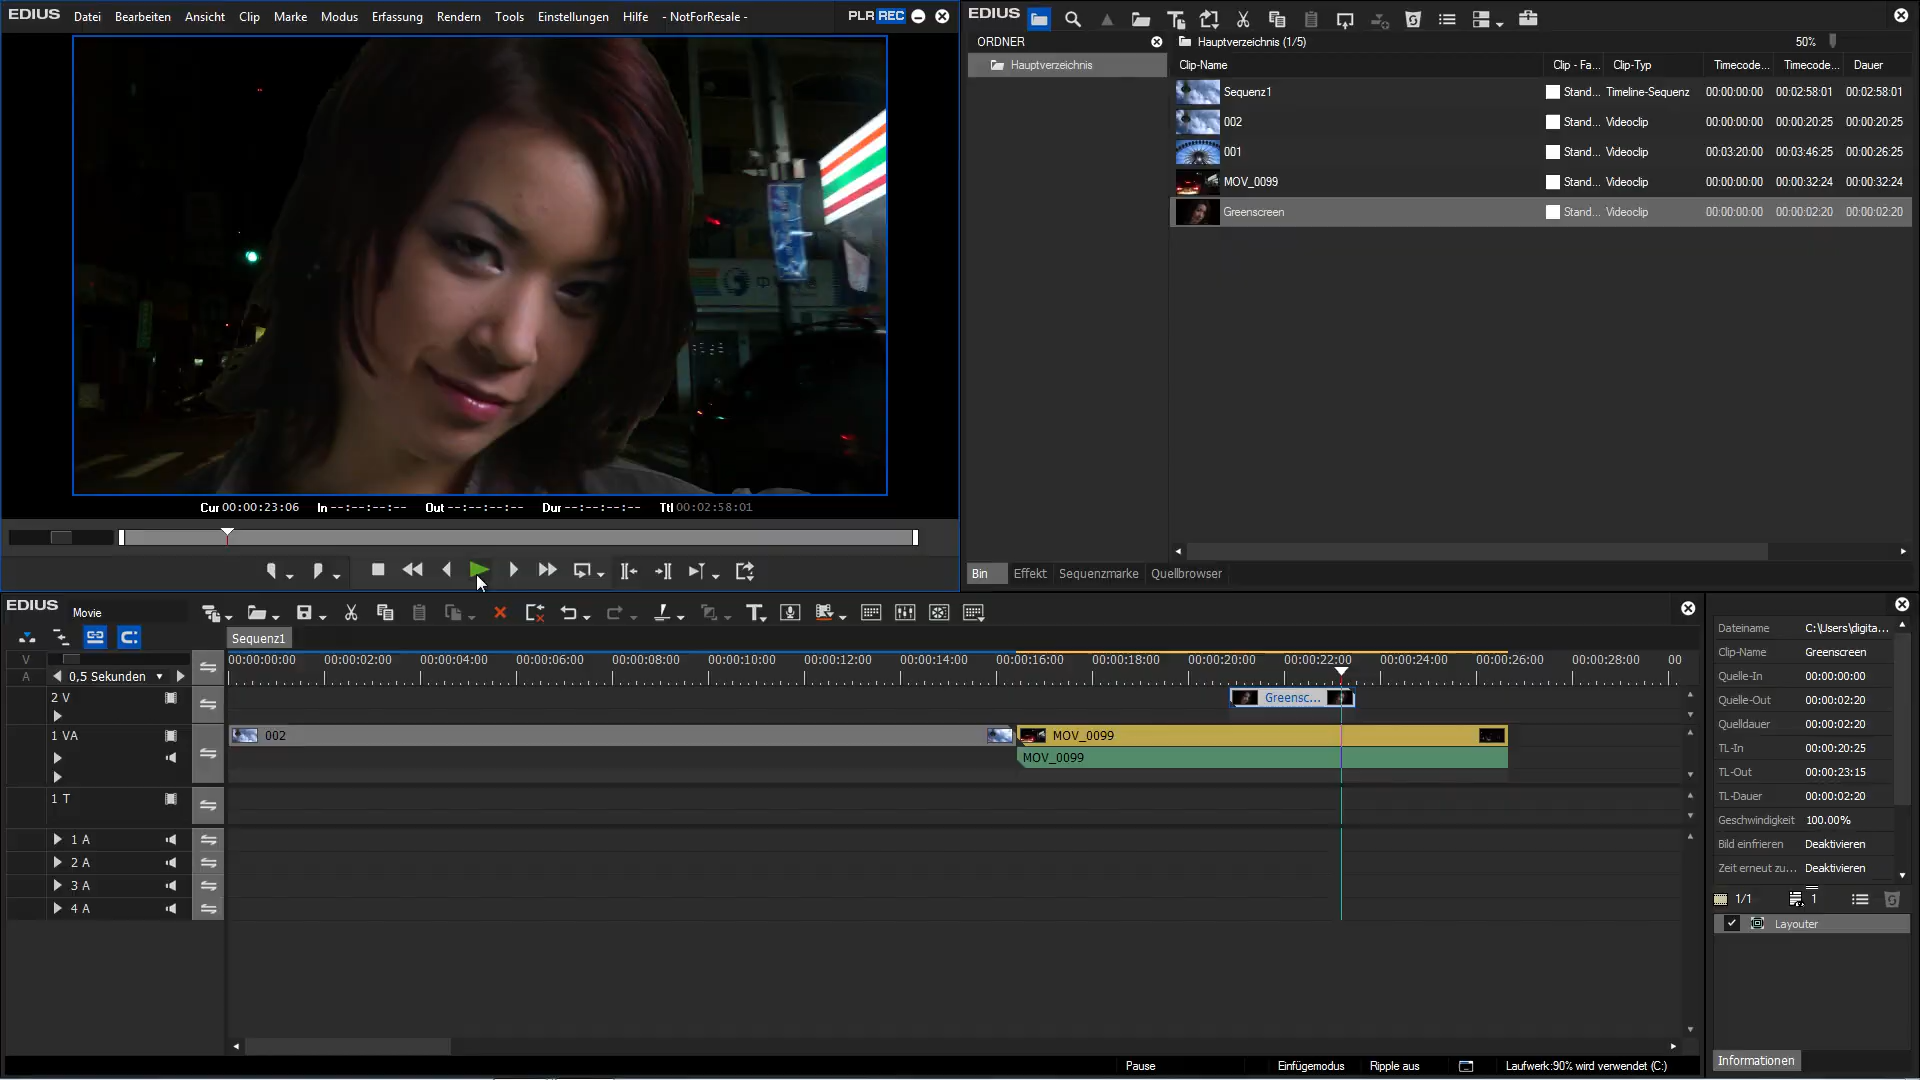 EDIUS Datei Bearbeiten Ansicht Clip Marke Modus Erfassung Rendern Tools Einstellungen Hilfe - NotForResale - PLR REC
Cur 00:00:23:06 In --:--:--:-- Out --:--:--:-- Dur --:--:--:-- Ttl 00:02:58:01
EDIUS
ORDNER
Hauptverzeichnis
Hauptverzeichnis (1/5) 50%
Clip-Name Clip - Fa... Clip-Typ Timecode... Timecode... Dauer
Sequenz1 Stand... Timeline-Sequenz 00:00:00:00 00:02:58:01 00:02:58:01
002 Stand... Videoclip 00:00:00:00 00:00:20:25 00:00:20:25
001 Stand... Videoclip 00:03:20:00 00:03:46:25 00:00:26:25
MOV_0099 Stand... Videoclip 00:00:00:00 00:00:32:24 00:00:32:24
Greenscreen Stand... Videoclip 00:00:00:00 00:00:02:20 00:00:02:20
Bin Effekt Sequenzmarke Quellbrowser
EDIUS Movie
Sequenz1
V
A
0,5 Sekunden
00:00:00:00 00:00:02:00 00:00:04:00 00:00:06:00 00:00:08:00 00:00:10:00 00:00:12:00 00:00:14:00 00:00:16:00 00:00:18:00 00:00:20:00 00:00:22:00 00:00:24:00 00:00:26:00 00:00:28:00 00
2 V Greensc...
1 VA 002 MOV_0099
MOV_0099
1 T
1 A
2 A
3 A
4 A
Dateiname C:\Users\digita...
Clip-Name Greenscreen
Quelle-In 00:00:00:00
Quelle-Out 00:00:02:20
Quelldauer 00:00:02:20
TL-In 00:00:20:25
TL-Out 00:00:23:15
TL-Dauer 00:00:02:20
Geschwindigkeit 100.00%
Bild einfrieren Deaktivieren
Zeit erneut zu... Deaktivieren
1/1 1
Layouter
Informationen
Pause Einfügemodus Ripple aus Laufwerk:90% wird verwendet (C:)